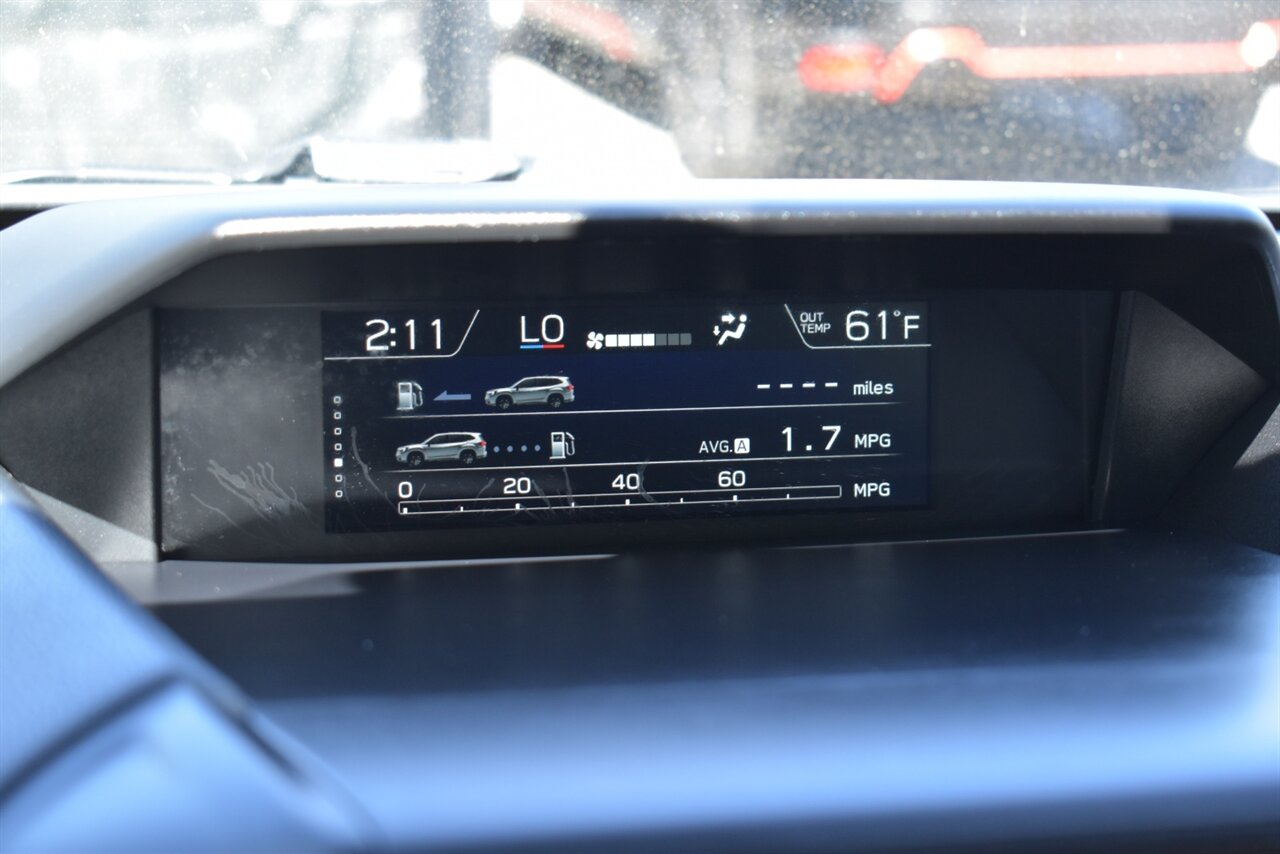 2:11 LO OUT TEMP 61°F
---- miles
AVG. A 1.7 MPG
0 20 40 60
MPG